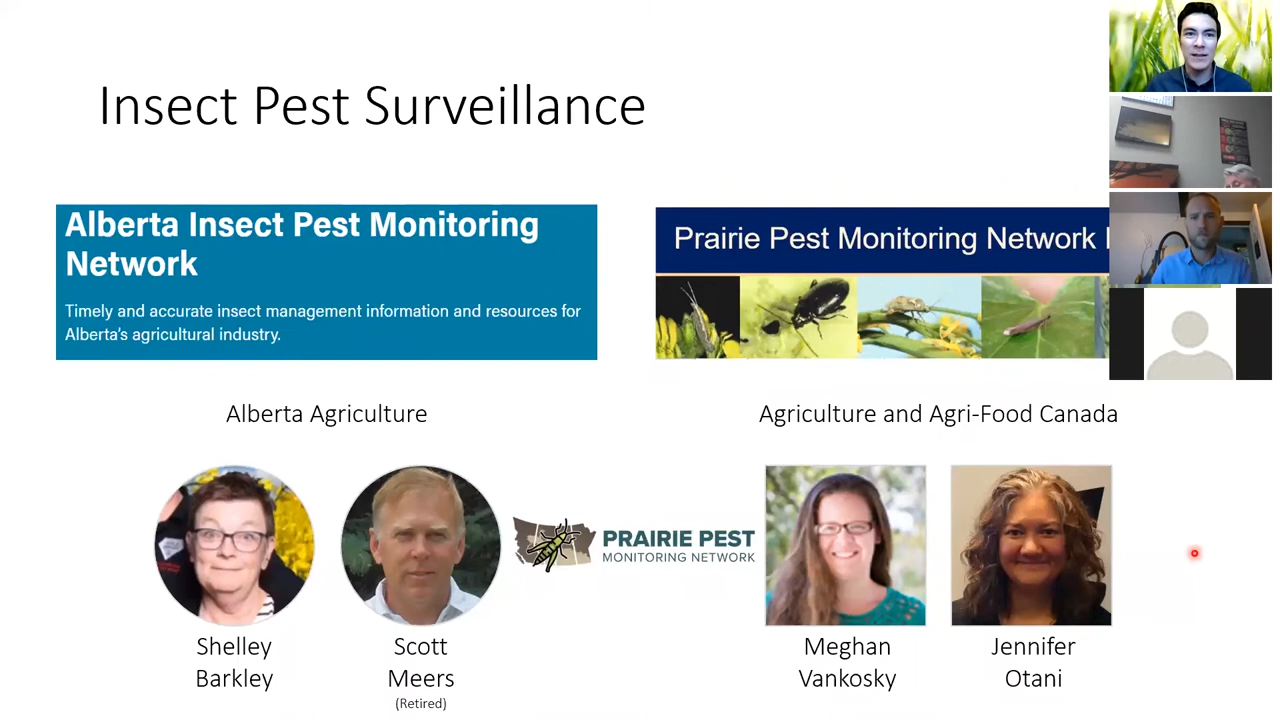 Insect Pest Surveillance
Alberta Insect Pest Monitoring
Network
Timely and accurate insect management information and resources for
Alberta's agricultural industry.
Prairie Pest Monitoring Network
Alberta Agriculture
Agriculture and Agri-Food Canada
PRAIRIE PEST
MONITORING NETWORK
Shelley
Barkley
Scott
Meers
(Retired)
Meghan
Vankosky
Jennifer
Otani